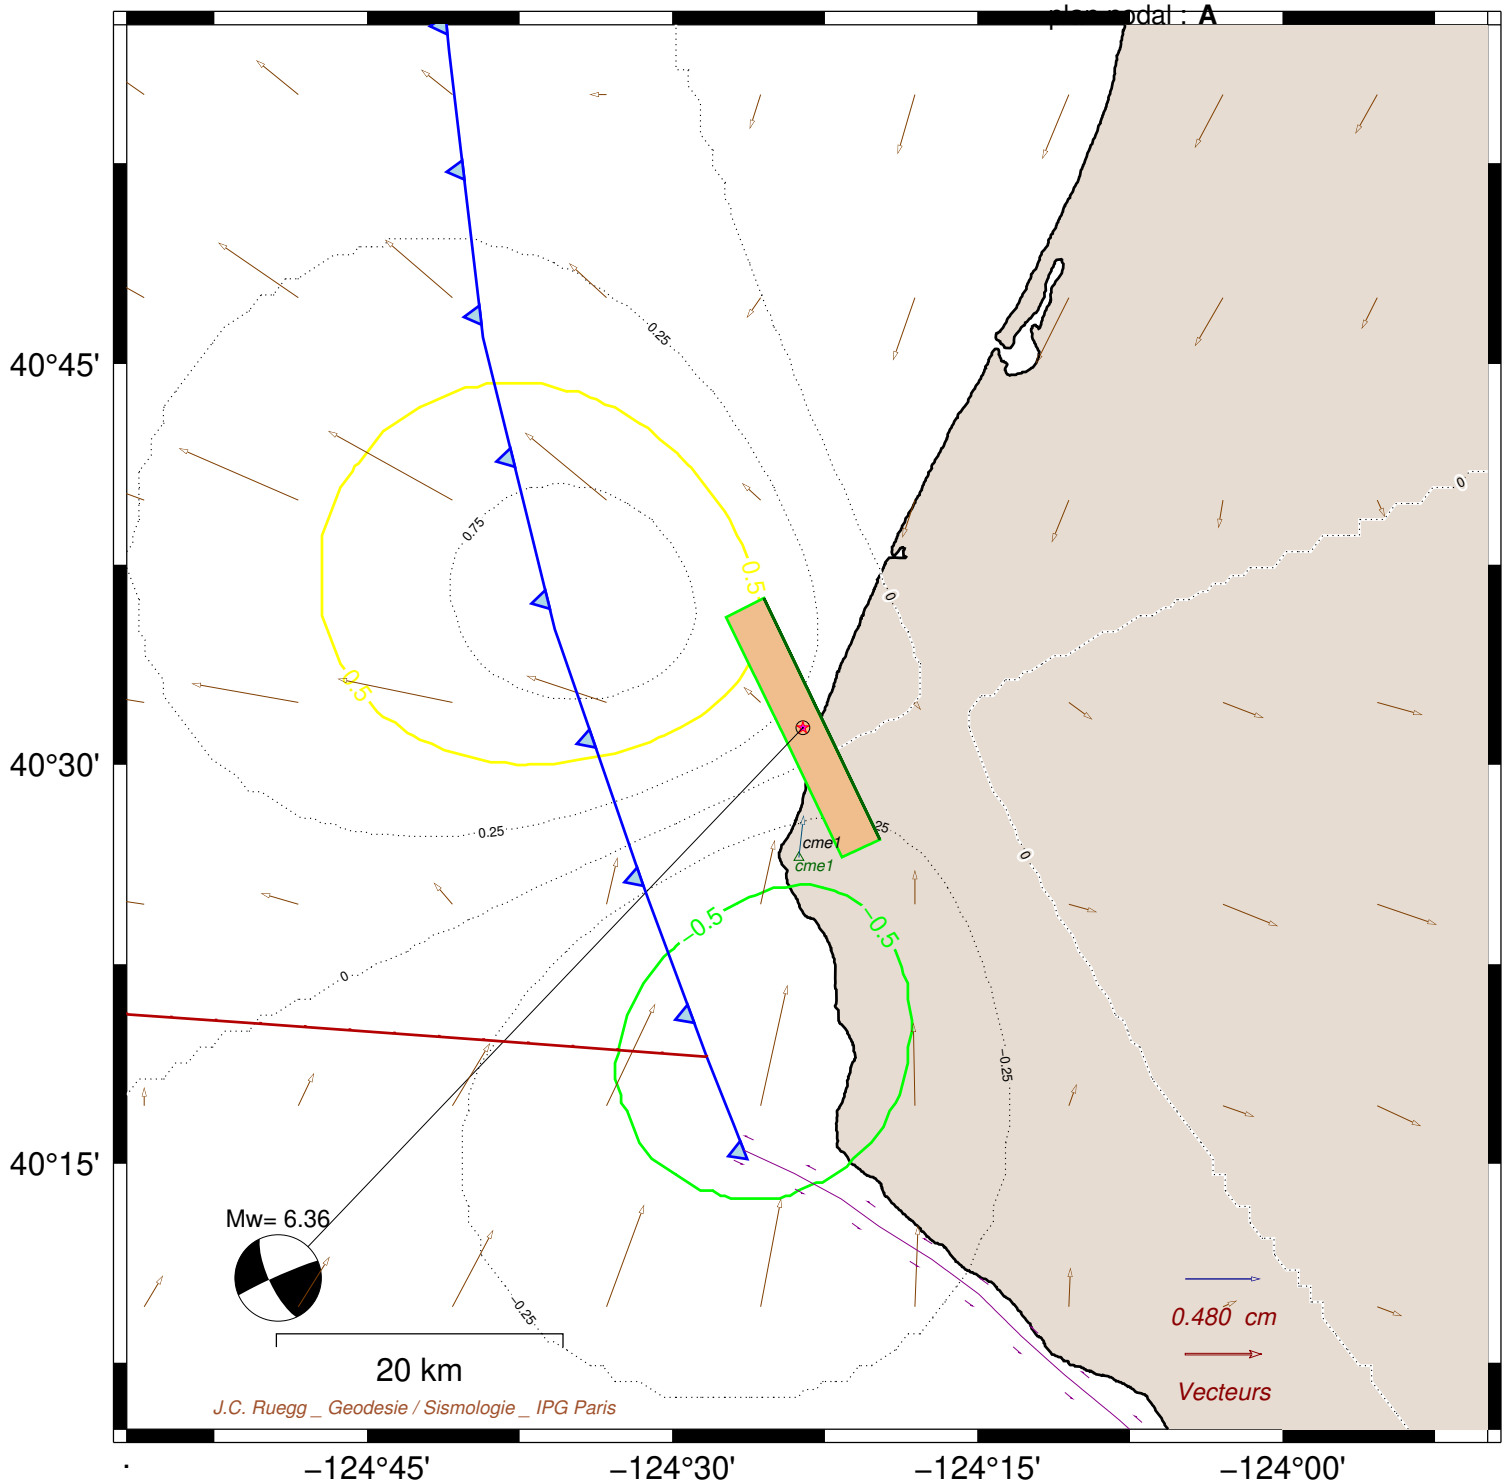 plan nodal : A
0.25
40°45'
0.75
0
0.5
0
0.5
40°30'
0.25
25
cme1
cme1
0
−0.5
−0.5
0
−0.25
40°15'
Mw= 6.36
−0.25
0.480 cm
20 km
Vecteurs
J.C. Ruegg _ Geodesie / Sismologie _ IPG Paris
−124°45'
−124°30'
−124°15'
−124°00'